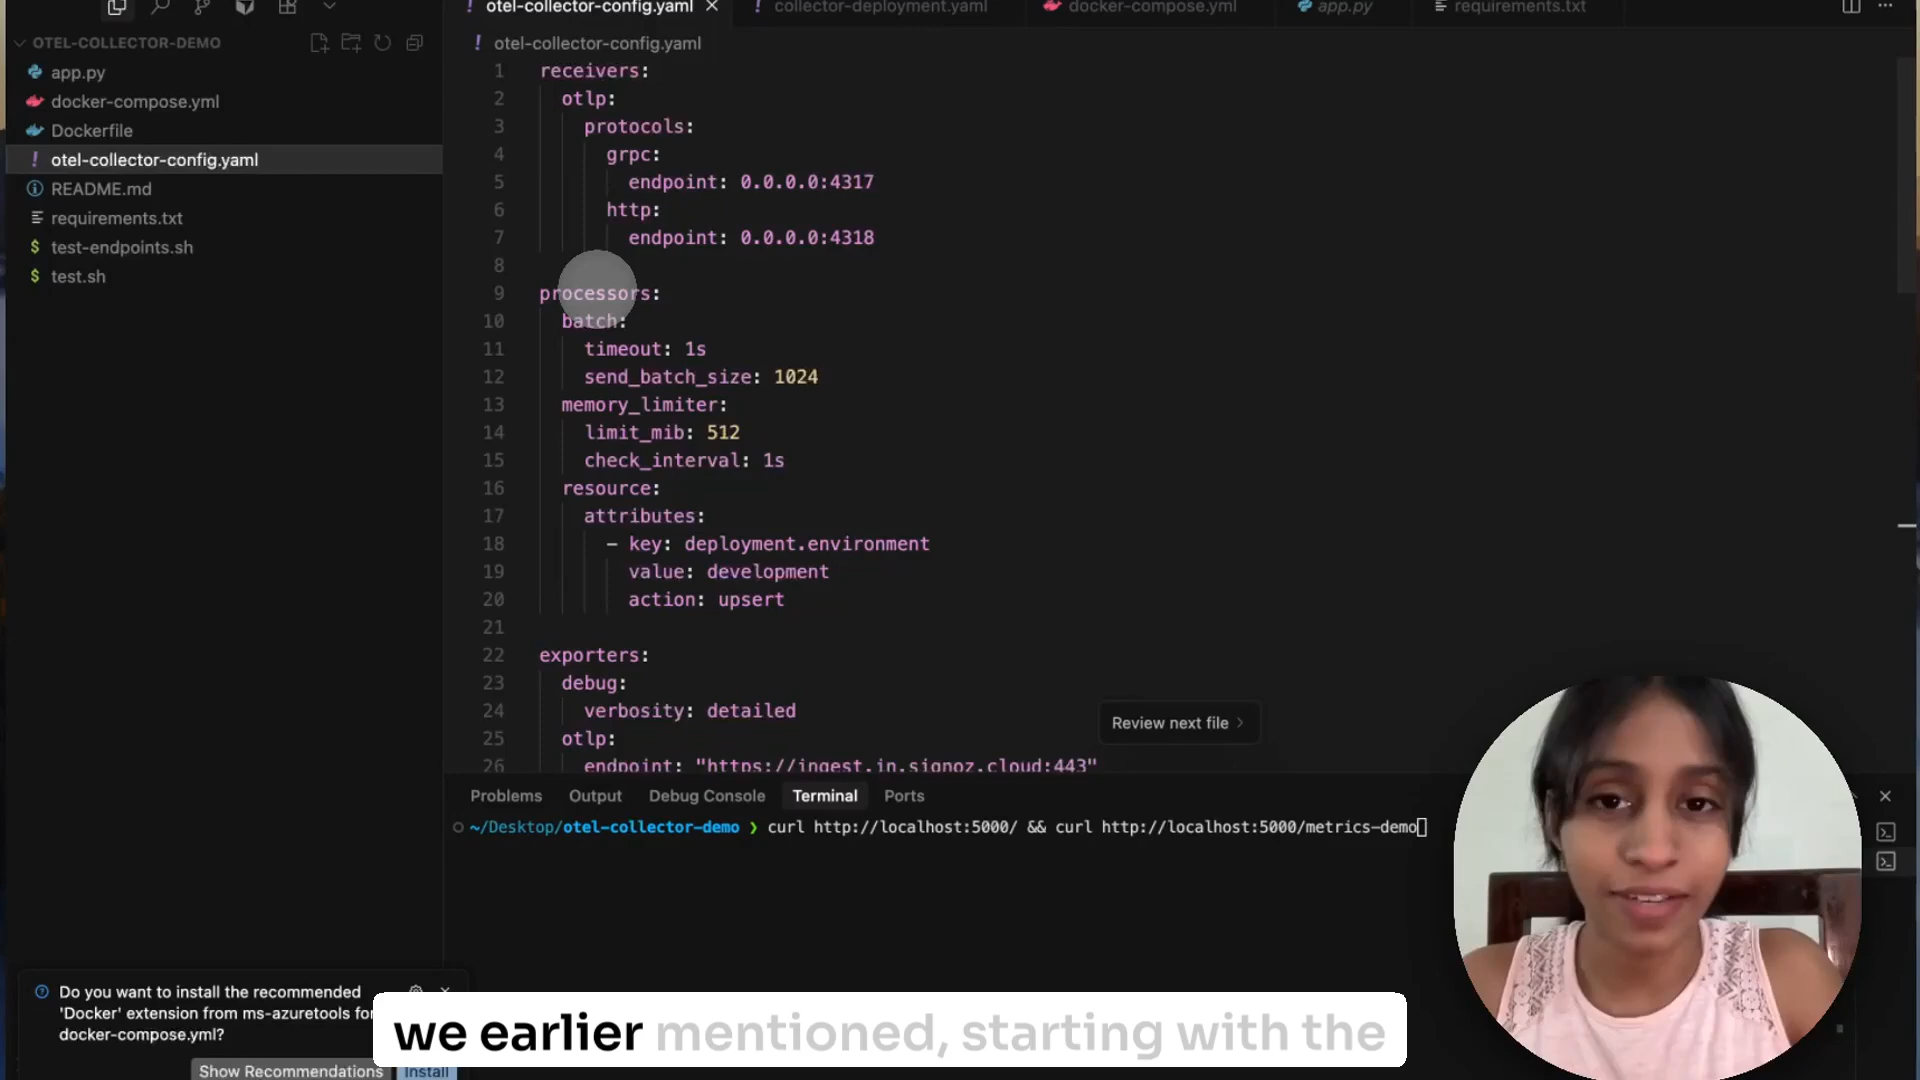 otel-collector-config.yaml
collector-deployment.yaml
docker-compose.yml
app.py
requirements.txt
OTEL-COLLECTOR-DEMO
app.py
docker-compose.yml
Dockerfile
otel-collector-config.yaml
README.md
requirements.txt
test-endpoints.sh
test.sh
otel-collector-config.yaml
1 receivers:
2 otlp:
3 protocols:
4 grpc:
5 endpoint: 0.0.0.0:4317
6 http:
7 endpoint: 0.0.0.0:4318
8
9 processors:
10 batch:
11 timeout: 1s
12 send_batch_size: 1024
13 memory_limiter:
14 limit_mib: 512
15 check_interval: 1s
16 resource:
17 attributes:
18 - key: deployment.environment
19 value: development
20 action: upsert
21
22 exporters:
23 debug:
24 verbosity: detailed
25 otlp:
26 endpoint: "https://ingest.in.signoz.cloud:443"
Review next file
Problems Output Debug Console Terminal Ports
~/Desktop/otel-collector-demo ❯ curl http://localhost:5000/ && curl http://localhost:5000/metrics-demo
Do you want to install the recommended
'Docker' extension from ms-azuretools for
docker-compose.yml?
Show Recommendations Install
we earlier mentioned, starting with the